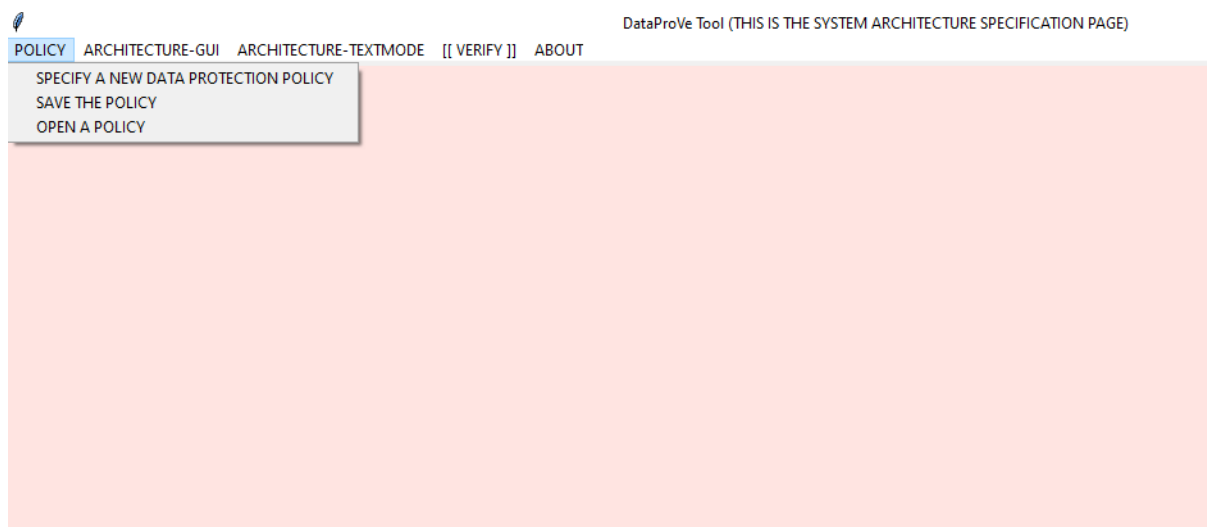 DataProVe Tool (THIS IS THE SYSTEM ARCHITECTURE SPECIFICATION PAGE)
POLICY ARCHITECTURE-GUI ARCHITECTURE-TEXTMODE [[ VERIFY ]] ABOUT
SPECIFY A NEW DATA PROTECTION POLICY
SAVE THE POLICY
OPEN A POLICY